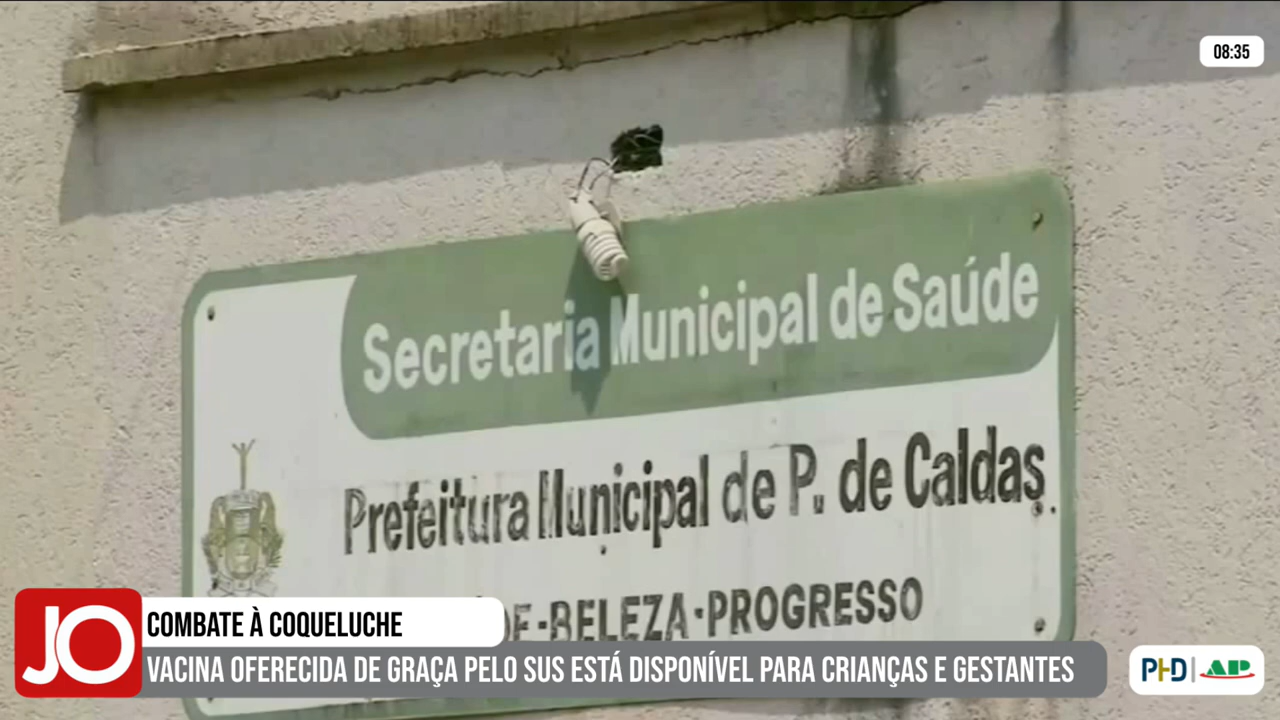 08:35
Secretaria Municipal de Saúde
Prefeitura Municipal de P. de Caldas
BELEZA·PROGRESSO
JO
COMBATE À COQUELUCHE
VACINA OFERECIDA DE GRAÇA PELO SUS ESTÁ DISPONÍVEL PARA CRIANÇAS E GESTANTES
PHD | AP